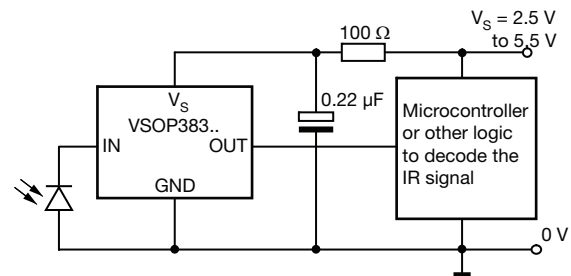 100 Ω
V_S = 2.5 V
to 5.5 V
0.22 µF
V_S
VSOP383..
IN
OUT
GND
Microcontroller
or other logic
to decode the
IR signal
0 V